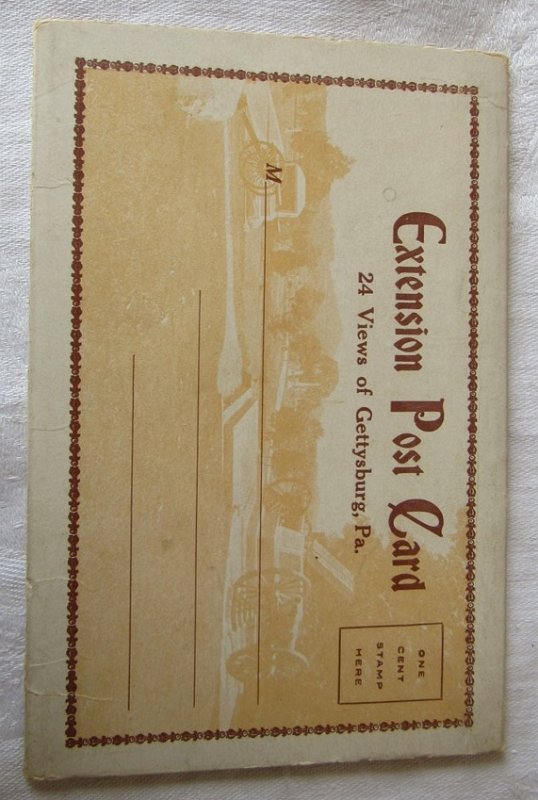 Extension Post Card
24 Views of Gettysburg, Pa.
ONE
CENT
STAMP
HERE
M